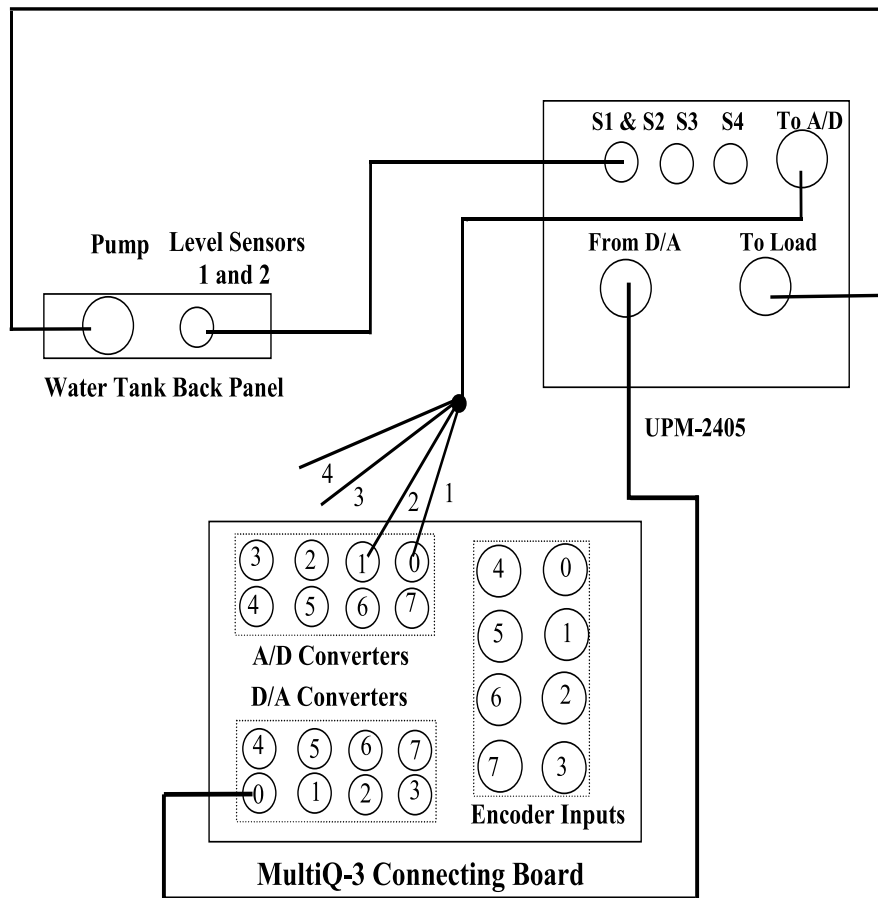 S1 & S2 S3 S4 To A/D
From D/A To Load
UPM-2405
Pump Level Sensors
1 and 2
Water Tank Back Panel
4 3 2 1
3 2 1 0
4 5 6 7
A/D Converters
D/A Converters
4 5 6 7
0 1 2 3
4 0
5 1
6 2
7 3
Encoder Inputs
MultiQ-3 Connecting Board